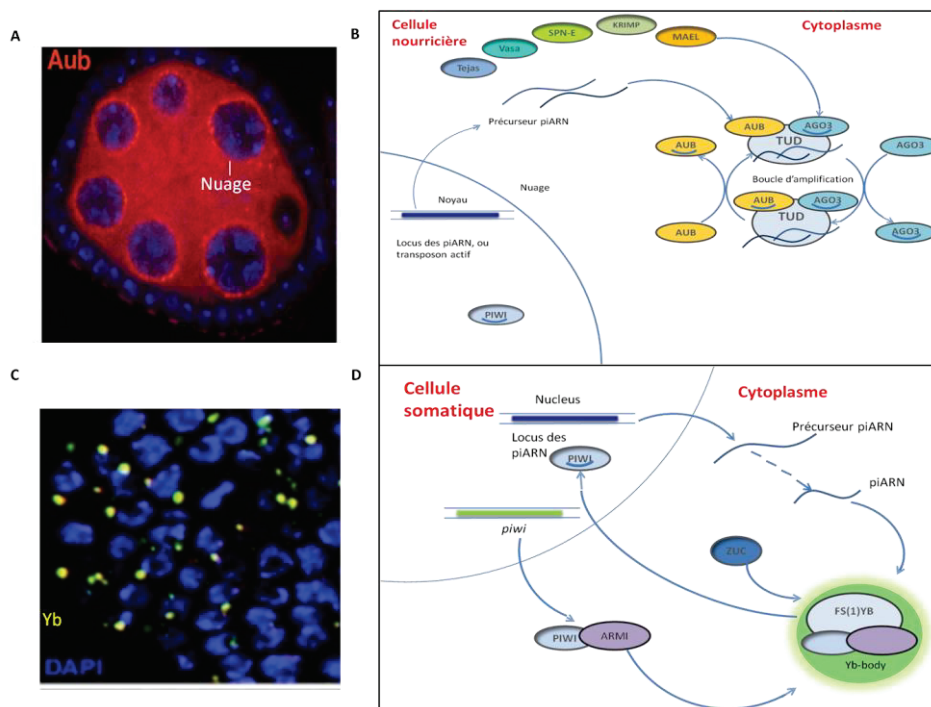 A
Aub
Nuage
B
Cellule
nourricière
Cytoplasme
Tejas
Vasa
SPN-E
KRIMP
MAEL
Précurseur piARN
AUB
AGO3
TUD
AUB
AGO3
Boucle d'amplification
AUB
AGO3
TUD
AUB
AGO3
Nuage
Noyau
Locus des piARN, ou
transposon actif
PIWI
C
Yb
DAPI
D
Cellule
somatique
Cytoplasme
Nucleus
Locus des
piARN
PIWI
piwi
Précurseur piARN
piARN
ZUC
FS(1)YB
Yb-body
PIWI
ARMI